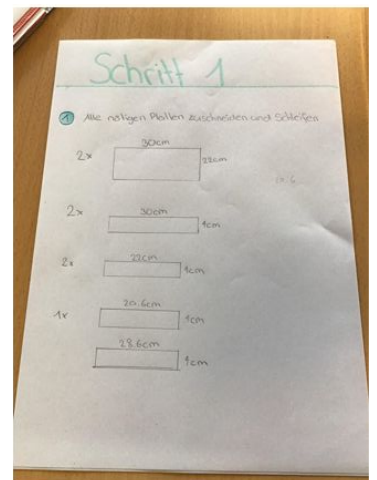 Schritt 1
1 Alle nötigen Platten zuschneiden und Schleifen
30cm
2x
22cm
30cm
2x
1cm
22cm
2x
1cm
20.6cm
1x
1cm
28.6cm
1cm